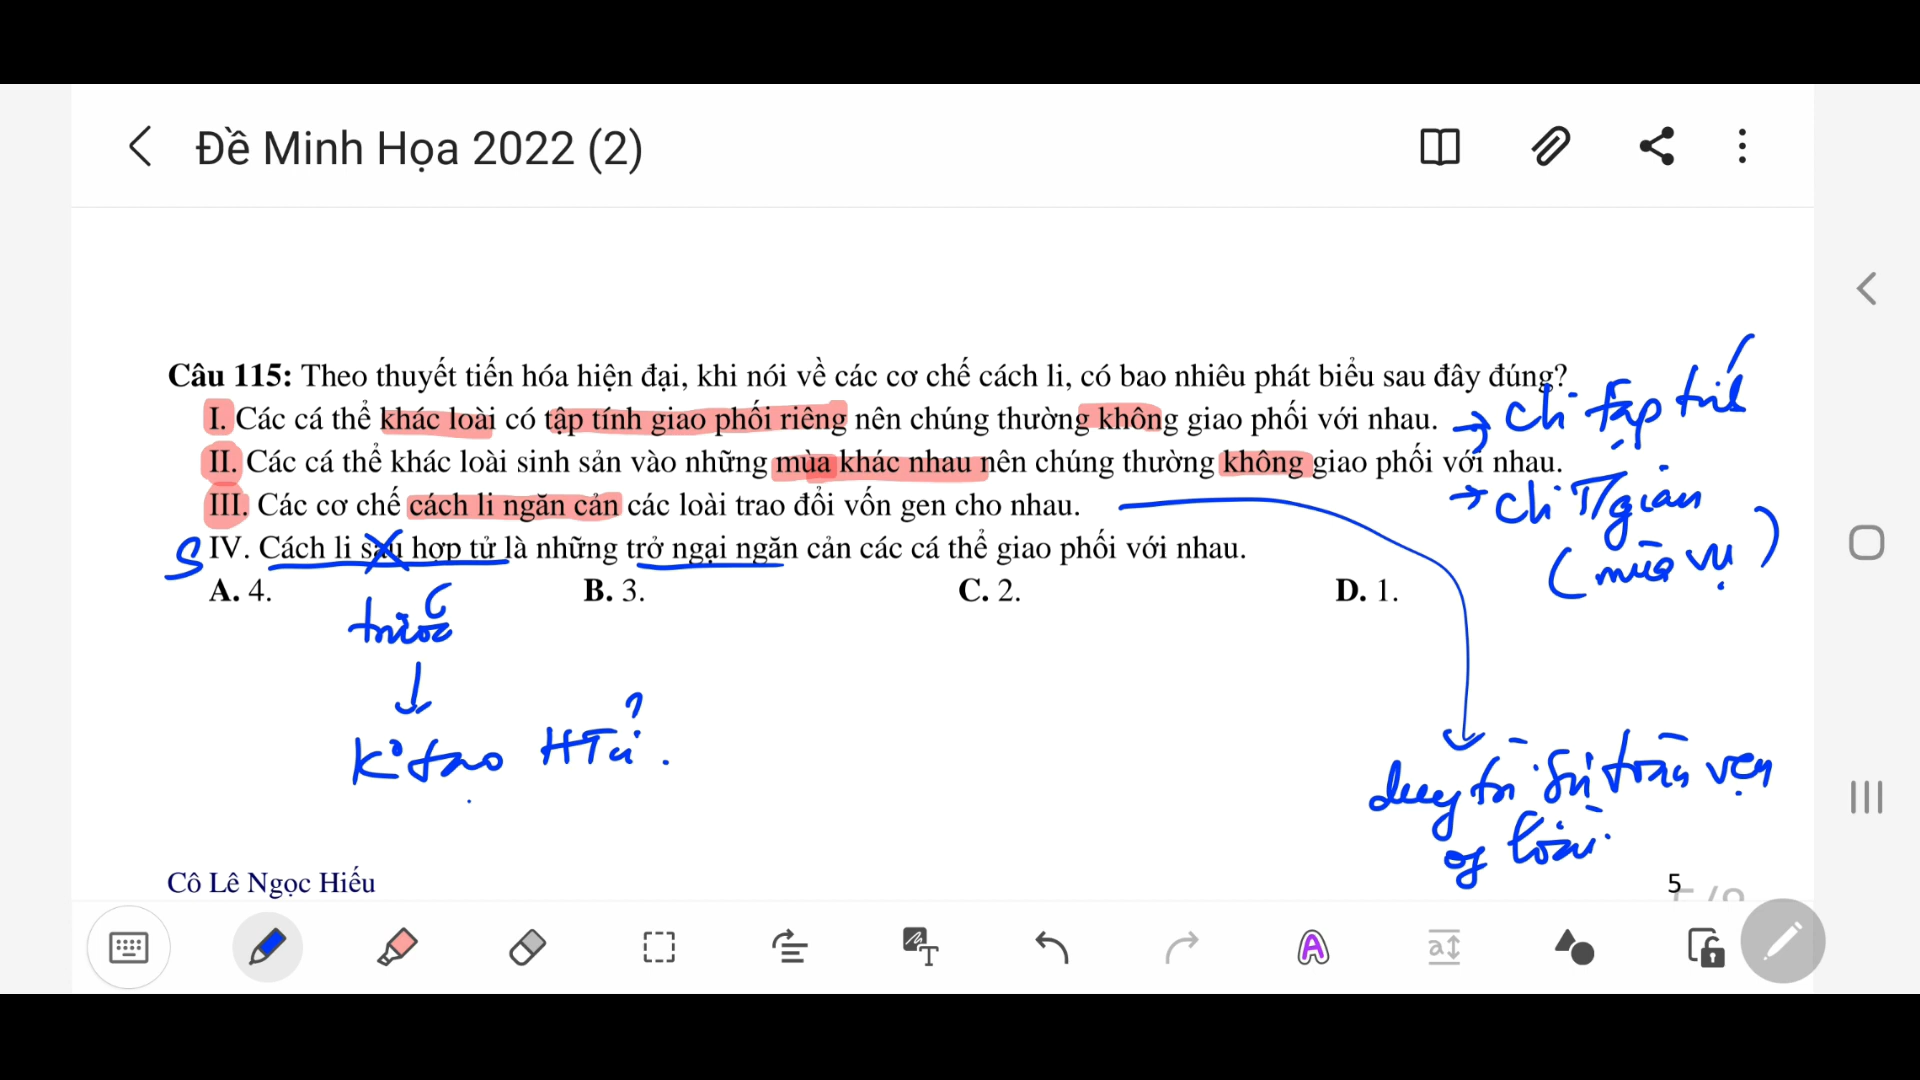 Đề Minh Họa 2022 (2)
Câu 115: Theo thuyết tiến hóa hiện đại, khi nói về các cơ chế cách li, có bao nhiêu phát biểu sau đây đúng?
I. Các cá thể khác loài có tập tính giao phối riêng nên chúng thường không giao phối với nhau.
→ Cli tập tính
II. Các cá thể khác loài sinh sản vào những mùa khác nhau nên chúng thường không giao phối với nhau.
→ Cli T/gian
(mùa vụ)
III. Các cơ chế cách li ngăn cản các loài trao đổi vốn gen cho nhau.
S IV. Cách li sau hợp tử là những trở ngại ngăn cản các cá thể giao phối với nhau.
A. 4. B. 3. C. 2. D. 1.
trước
↓
K° tạo HTử.
duy trì sự toàn vẹn
of loài.
Cô Lê Ngọc Hiếu
5